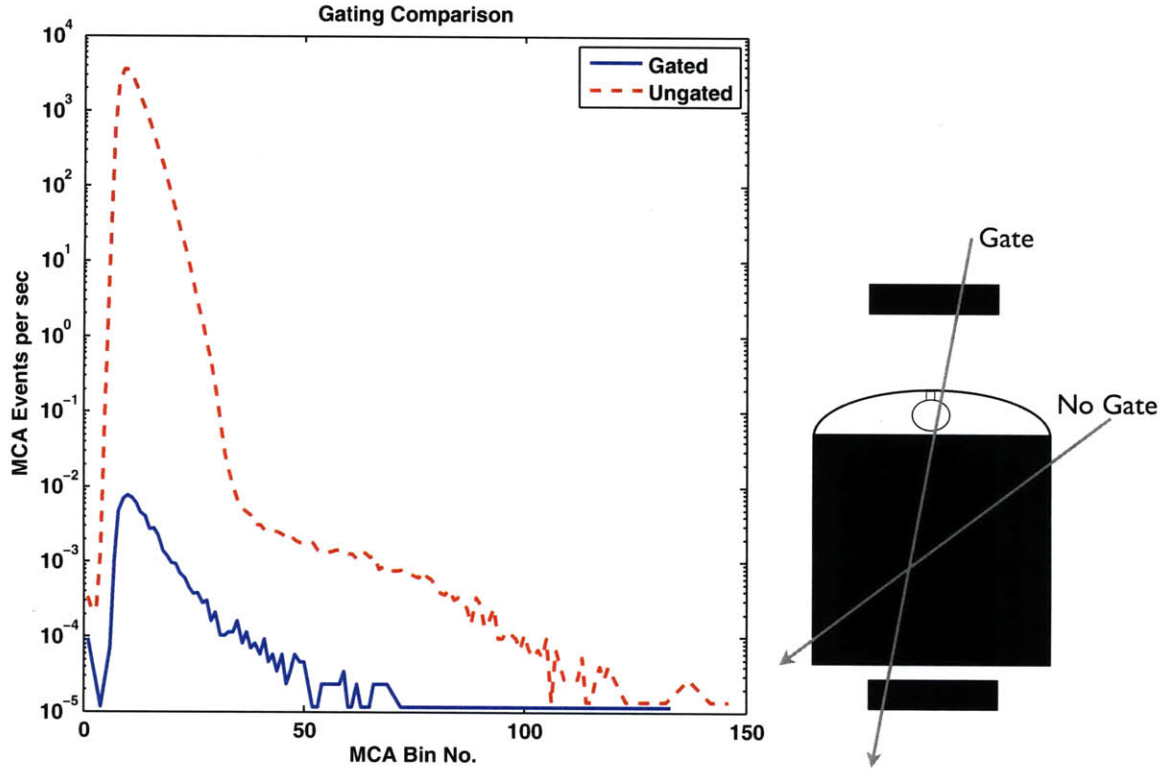 Gating Comparison
10^4
10^3
10^2
10^1
10^0
10^-1
10^-2
10^-3
10^-4
10^-5
MCA Events per sec
Gated
Ungated
0
50
100
150
MCA Bin No.
Gate
No Gate